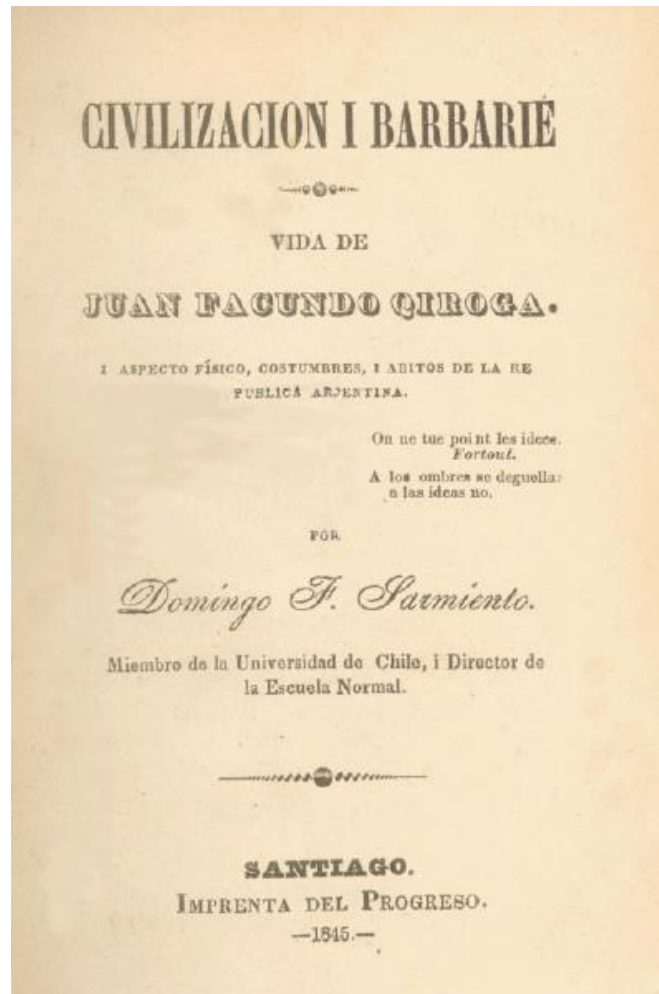 CIVILIZACION I BARBARIÉ
VIDA DE
JUAN FACUNDO QIROGA.
I ASPECTO FÍSICO, COSTUMBRES, I ABITOS DE LA RE
PUBLICA ARJENTINA.
On ne tue point les idees.
Fortout.
A los ombres se deguella:
a las ideas no.
POR
Domingo F. Sarmiento.
Miembro de la Universidad de Chile, i Director de
la Escuela Normal.
SANTIAGO.
IMPRENTA DEL PROGRESO.
—1845.—